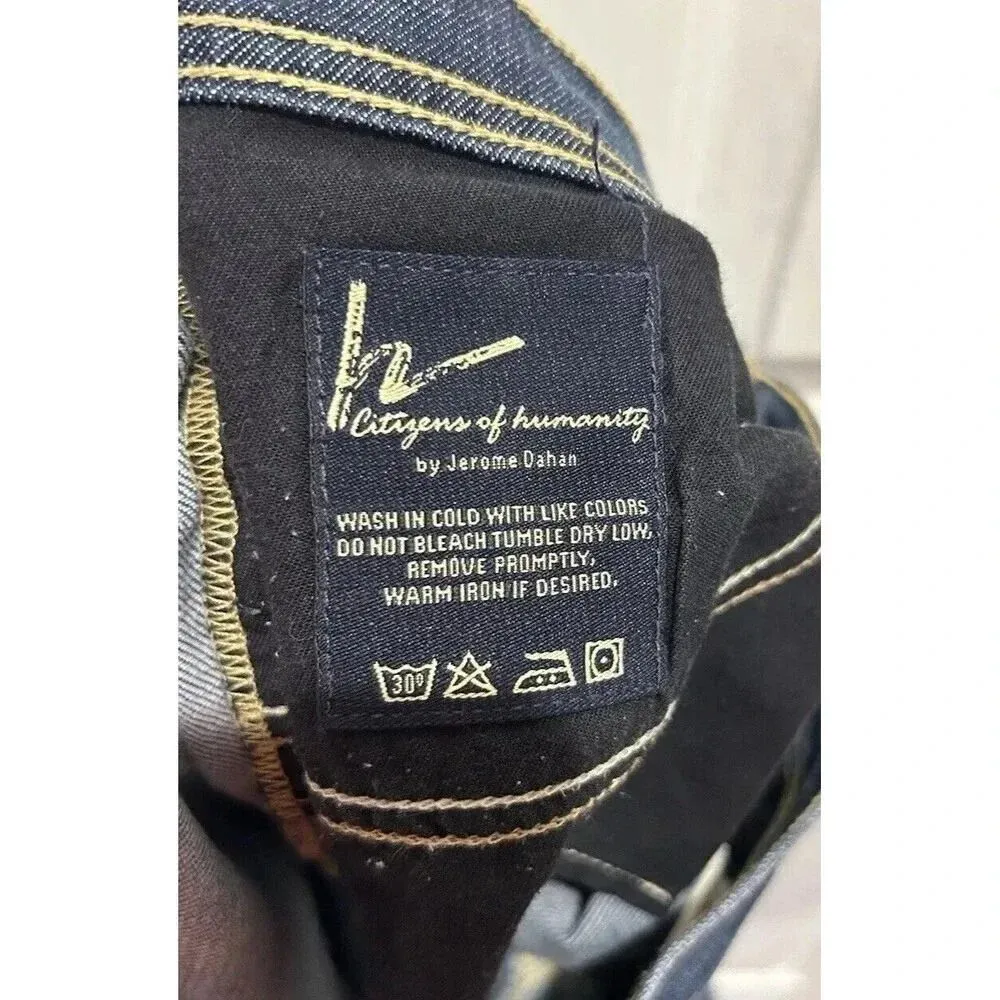 h
Citizens of humanity
by Jerome Dahan
WASH IN COLD WITH LIKE COLORS
DO NOT BLEACH TUMBLE DRY LOW,
REMOVE PROMPTLY,
WARM IRON IF DESIRED,
30°